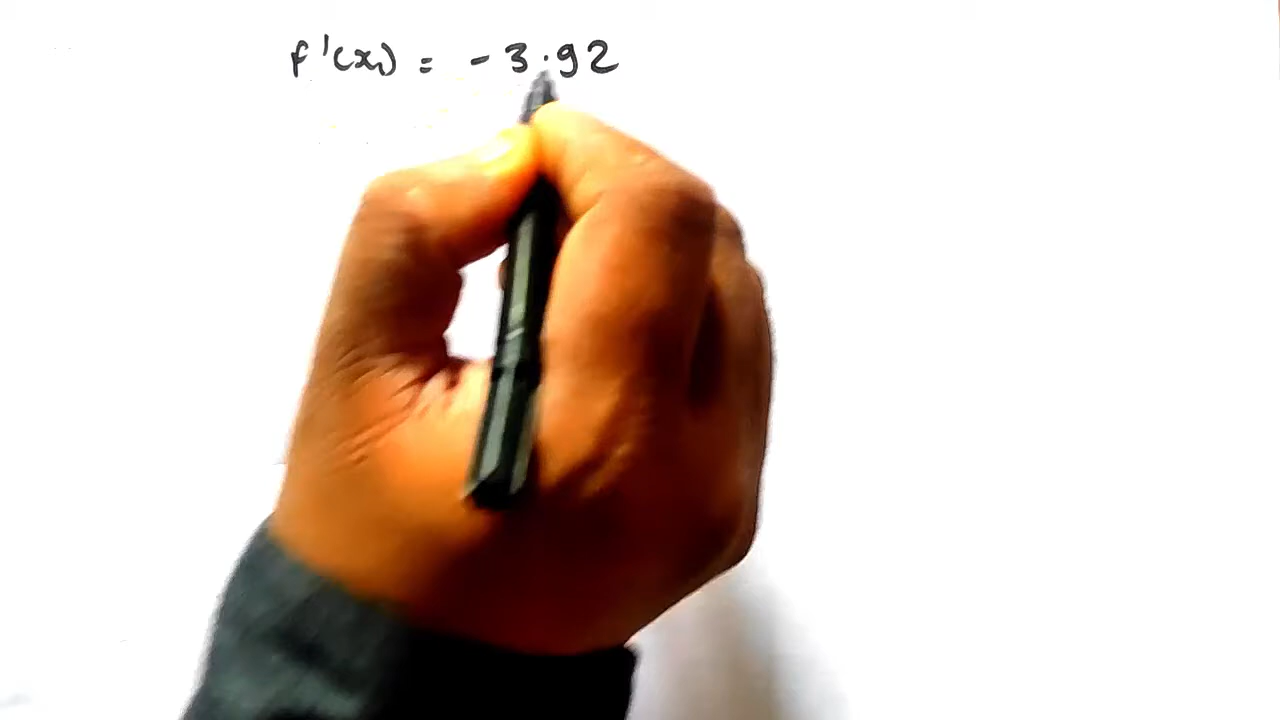 f'(x₁) = -3.92